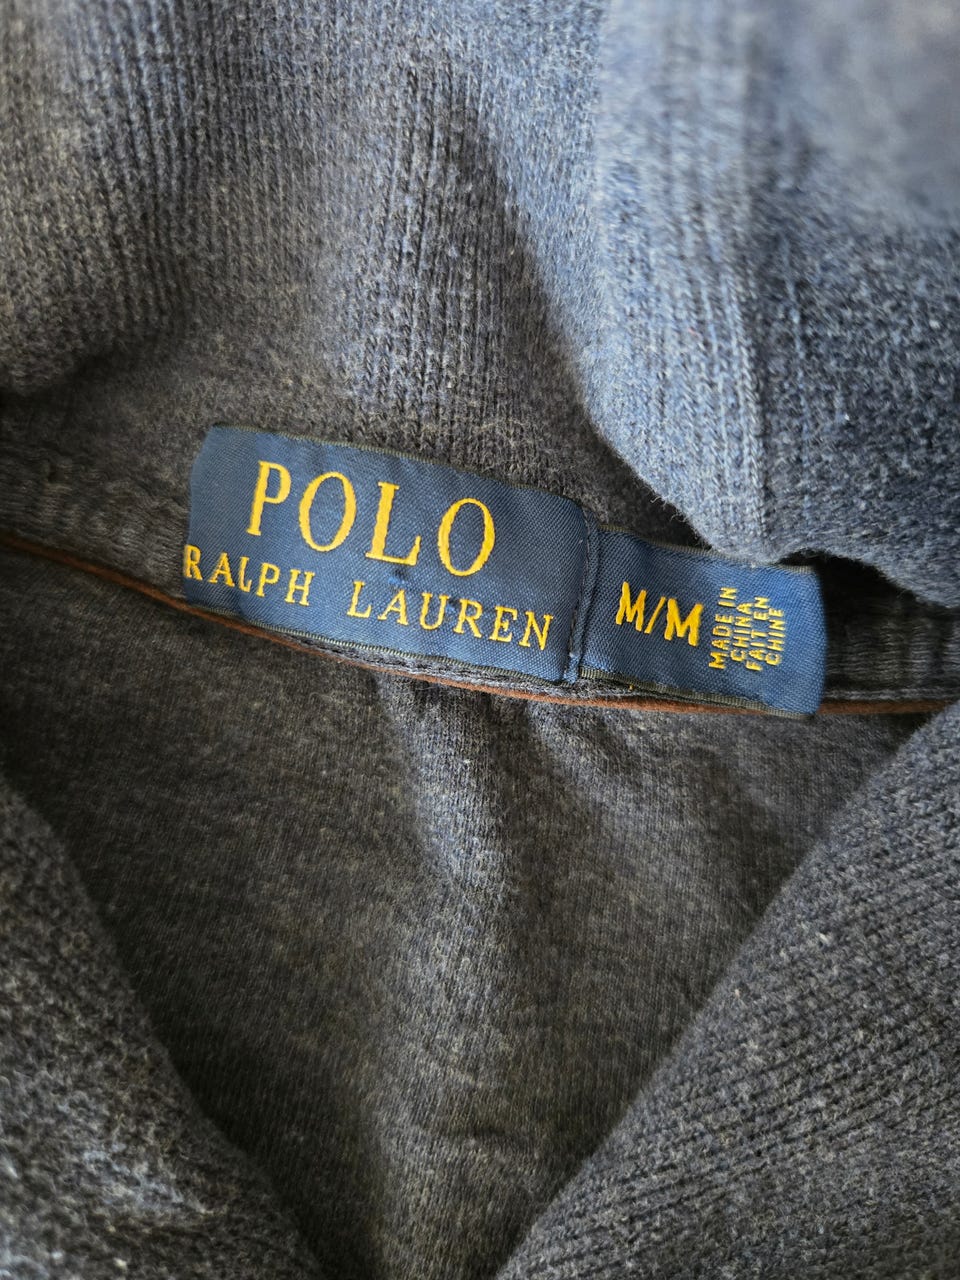 POLO
RALPH LAUREN
M/M
MADE IN
CHINA
FAIT EN
CHINE